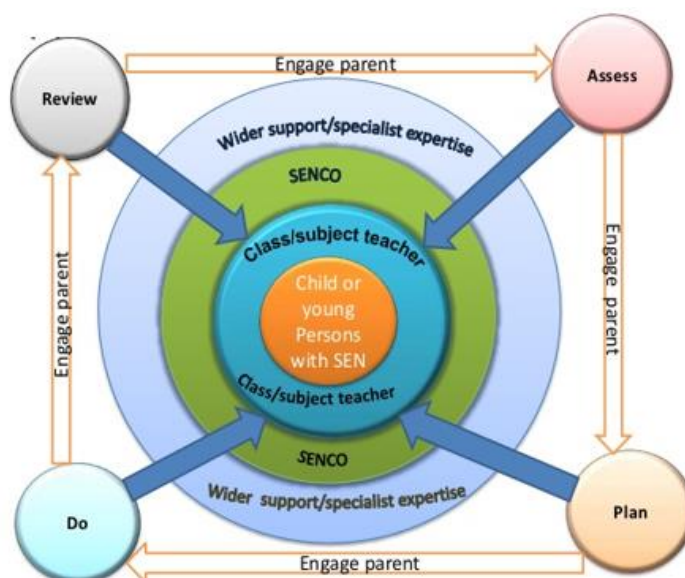 Engage parent
Review
Assess
Wider support/specialist expertise
SENCO
Class/subject teacher
Child or
young
Persons
with SEN
Engage parent
Engage parent
Class/subject teacher
SENCO
Wider support/specialist expertise
Do
Plan
Engage parent